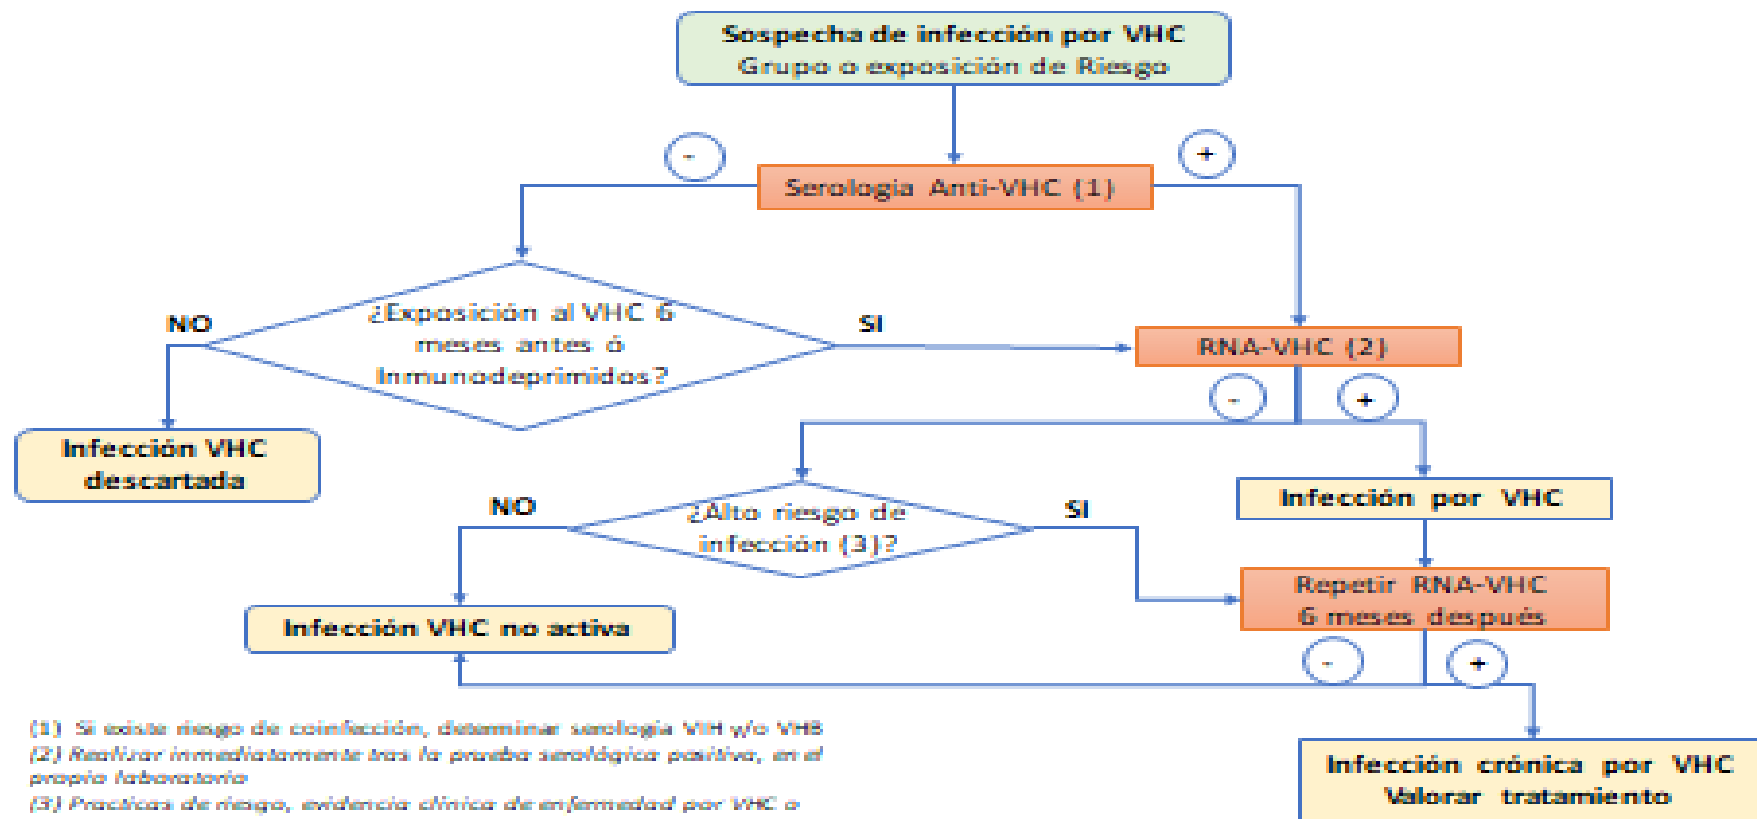 Sospecha de infección por VHC
Grupo o exposición de Riesgo
-
+
Serologia Anti-VHC (1)
¿Exposición al VHC 6
meses antes ó
Inmunodeprimidos?
NO
SI
RNA-VHC (2)
-
+
Infección VHC
descartada
¿Alto riesgo de
infección (3)?
NO
SI
Infección por VHC
Repetir RNA-VHC
6 meses después
Infección VHC no activa
-
+
Infección crónica por VHC
Valorar tratamiento
(1) Si existe riesgo de coinfección, determinar serología VIH y/o VHB
(2) Realizar inmediatamente tras la prueba serológica positiva, en el
propio laboratorio
(3) Practicas de riesgo, evidencia clínica de enfermedad por VHC o